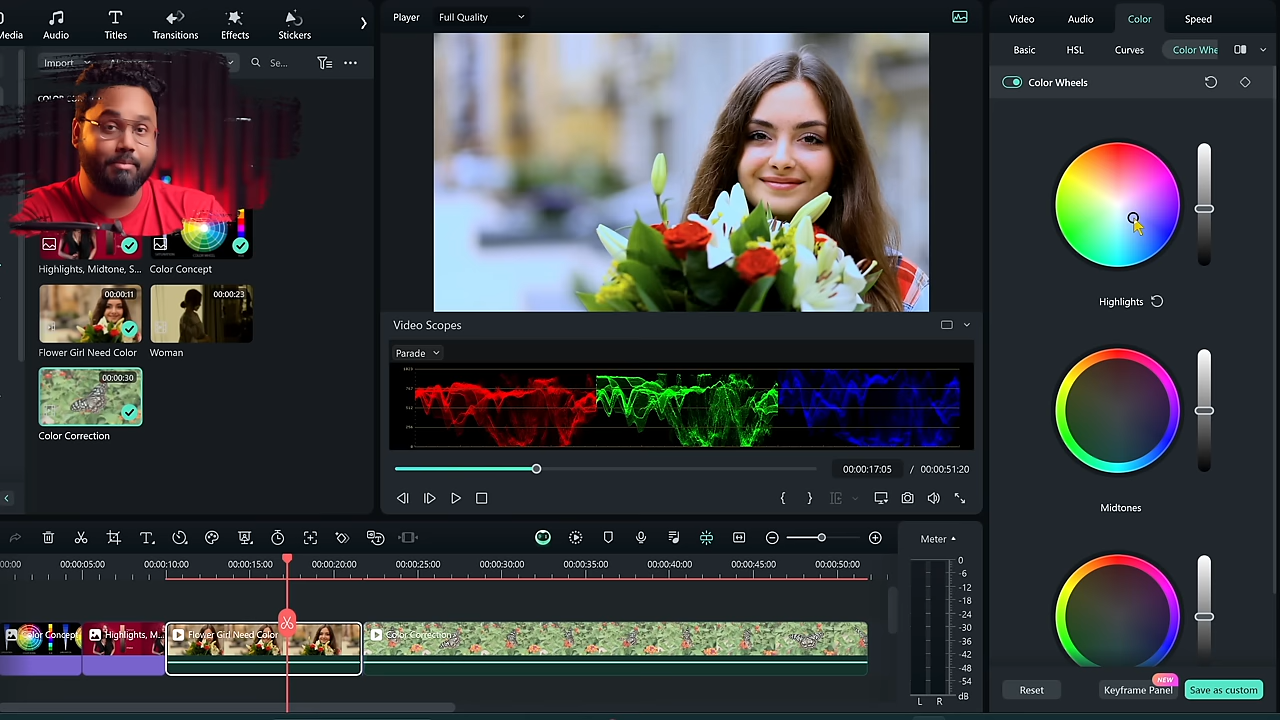 Media
Audio
Titles
Transitions
Effects
Stickers
Import
Se...
Highlights, Midtone, S...
Color Concept
00:00:11
00:00:23
Flower Girl Need Color
Woman
00:00:30
Color Correction
Player
Full Quality
Video Scopes
Parade
1023
512
00:00:17:05 / 00:00:51:20
Video
Audio
Color
Speed
Basic
HSL
Curves
Color Whe
Color Wheels
Highlights
Midtones
Reset
Keyframe Panel
NEW
Save as custom
00:00
00:00:05:00
00:00:10:00
00:00:15:00
00:00:20:00
00:00:25:00
00:00:30:00
00:00:35:00
00:00:40:00
00:00:45:00
00:00:50:00
Color Concept
Highlights, M...
Flower Girl Need Color
Color Correction
Meter
0
-6
-12
-18
-24
-30
-36
-42
-48
-54
dB
L R